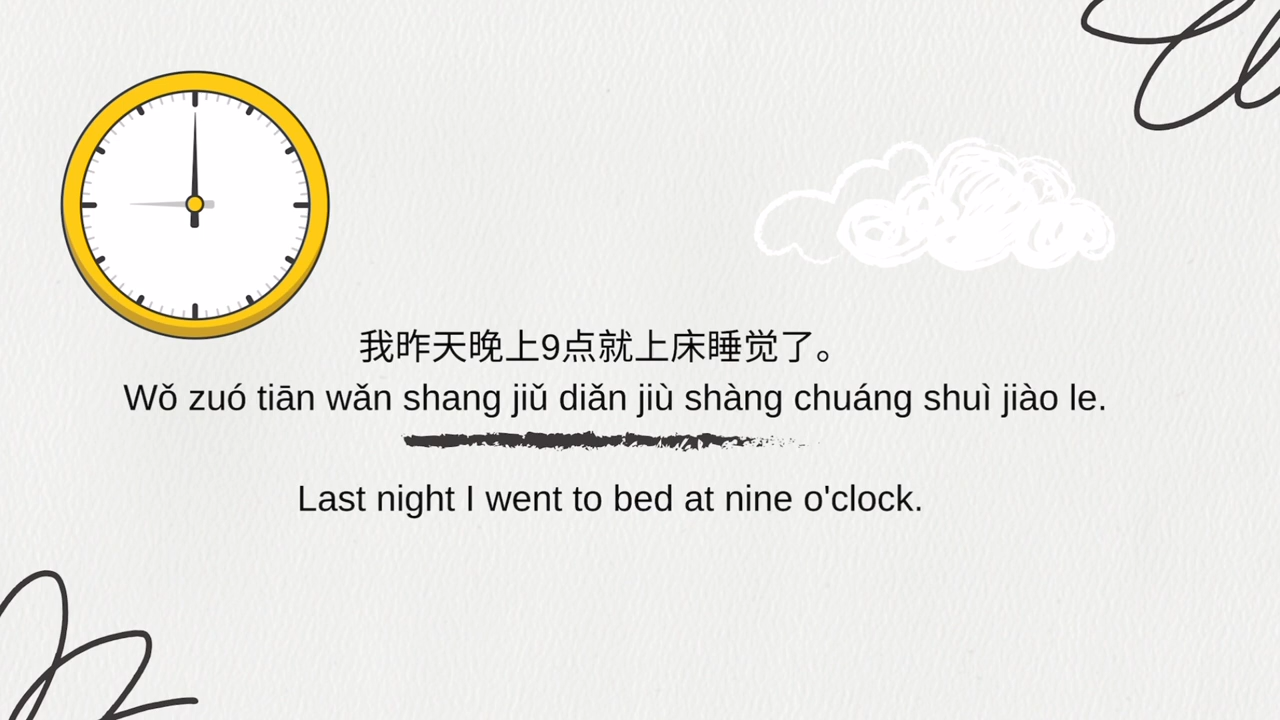 我昨天晚上9点就上床睡觉了。
Wǒ zuó tiān wǎn shang jiǔ diǎn jiù shàng chuáng shuì jiào le.
Last night I went to bed at nine o'clock.